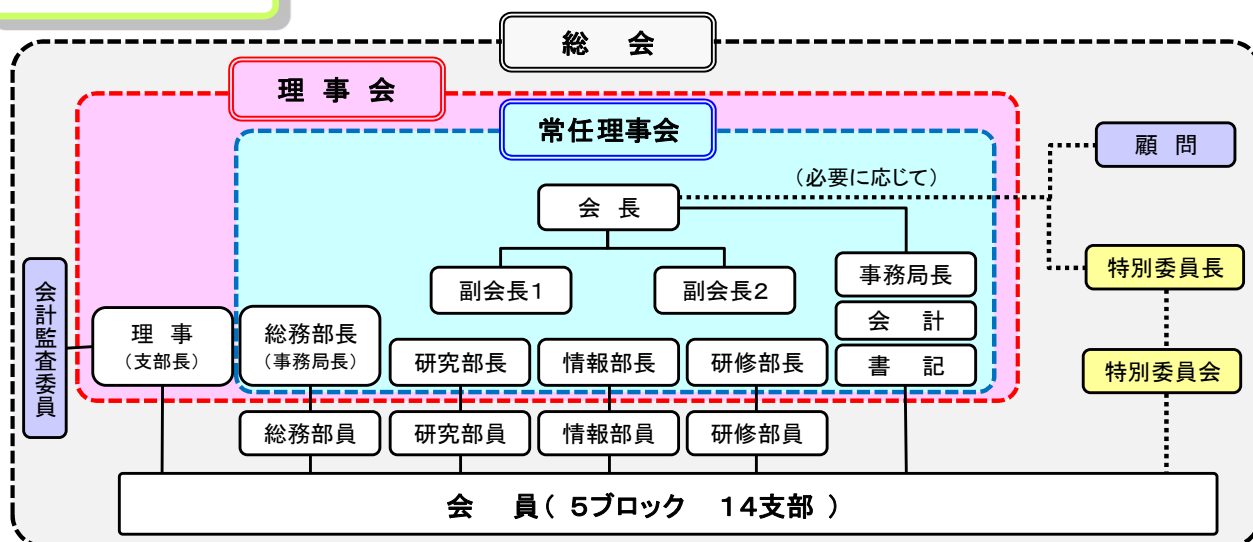 総 会
理 事 会
常任理事会
顧 問
（必要に応じて）
会 長
特別委員長
事務局長
副会長１
副会長２
会計監査委員
理 事
（支部長）
総務部長
（事務局長）
会 計
研究部長
情報部長
研修部長
書 記
特別委員会
総務部員
研究部員
情報部員
研修部員
会 員（ 5ブロック 14支部 ）